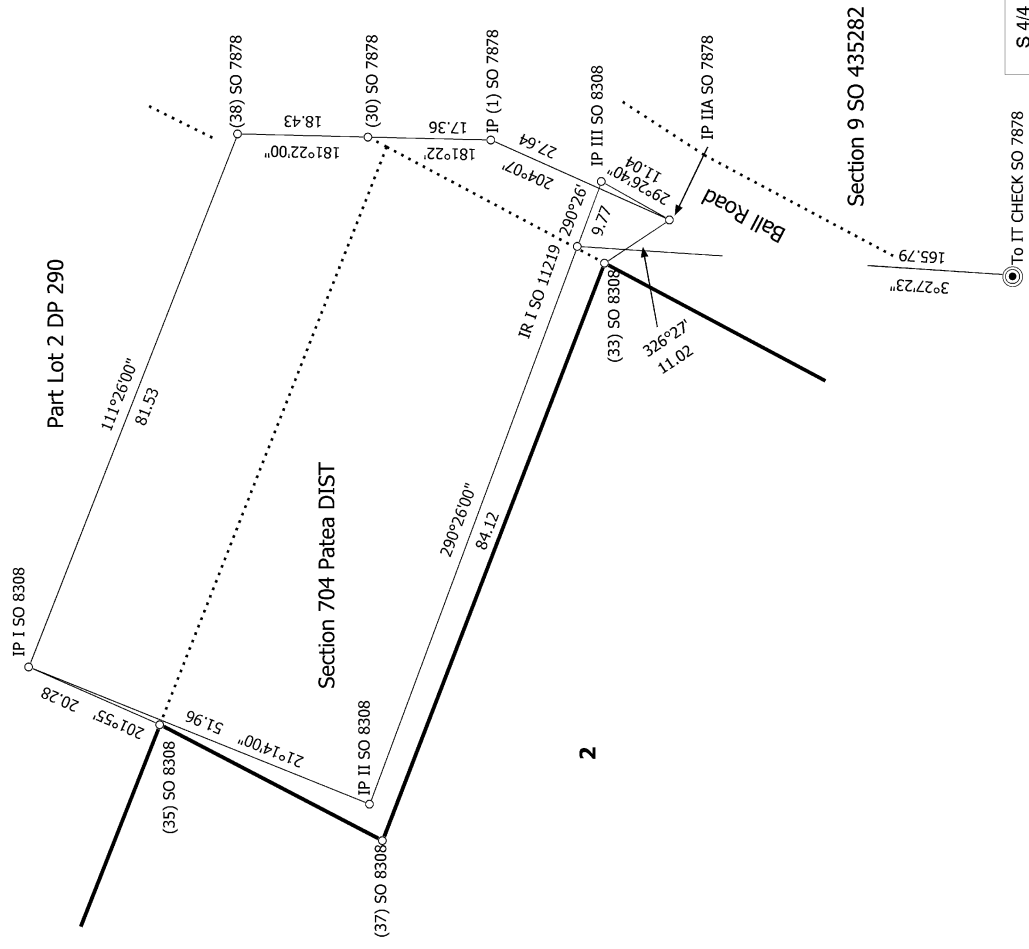 S 4/4
Section 9 SO 435282
(38) SO 7878
(30) SO 7878
IP (1) SO 7878
IP III SO 8308
IP IIA SO 7878
18.43
181°22'00"
17.36
181°22'
27.64
204°07'
290°26'
9.77
29°26'40"
11.04
Ball Road
165.79
3°27'23"
To IT CHECK SO 7878
Part Lot 2 DP 290
111°26'00"
81.53
IR I SO 11219
(33) SO 8308
326°27'
11.02
IP I SO 8308
Section 704 Patea DIST
290°26'00"
84.12
20.28
201°55'
51.96
21°14'00"
(35) SO 8308
IP II SO 8308
(37) SO 8308
2